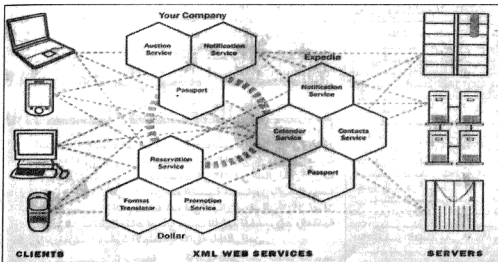 Your Company
Auction
Service
Notification
Service
Passport
Expedia
Notification
Service
Calendar
Service
Contacts
Service
Passport
Reservation
Service
Format
Translator
Promotion
Service
Dollar
CLIENTS
XML WEB SERVICES
SERVERS